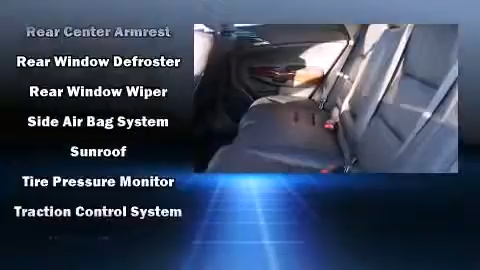 Rear Center Armrest
Rear Window Defroster
Rear Window Wiper
Side Air Bag System
Sunroof
Tire Pressure Monitor
Traction Control System